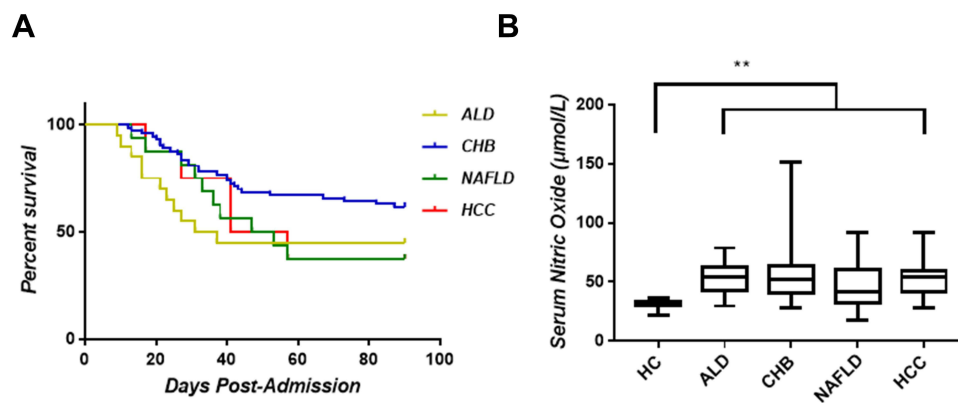 A
Percent survival
100
50
0
0
20
40
60
80
100
Days Post-Admission
ALD
CHB
NAFLD
HCC
B
**
Serum Nitric Oxide (μmol/L)
200
150
100
50
0
HC
ALD
CHB
NAFLD
HCC